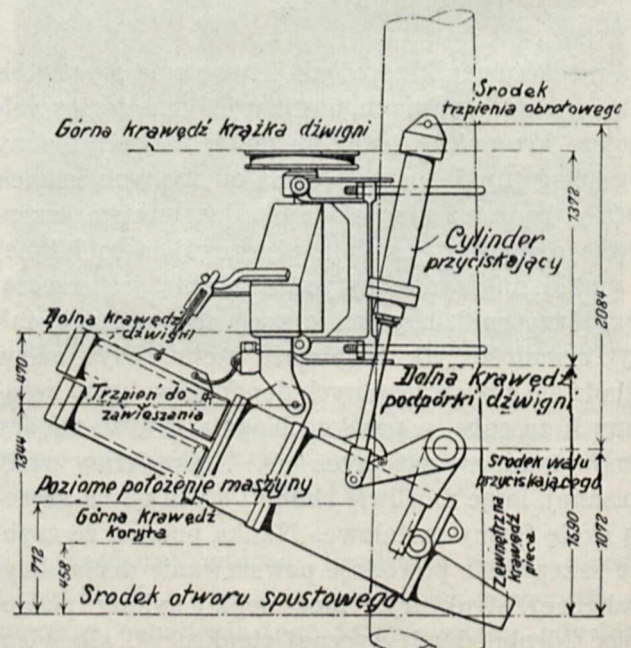 Środek
trzpienia obrotowego
Górna krawędź krążka dźwigni
1372
Cylinder
przyciskający
2084
Dolna krawędź
dźwigni
Dolna krawędź
podpórki dźwigni
470
Trzpień do
zawieszania
Środek wału
przyciskającego
Poziome położenie maszyny
Górna krawędź
koryta
Zewnętrzna
krawędź
pieca
1590
1072
712
458
Środek otworu spustowego